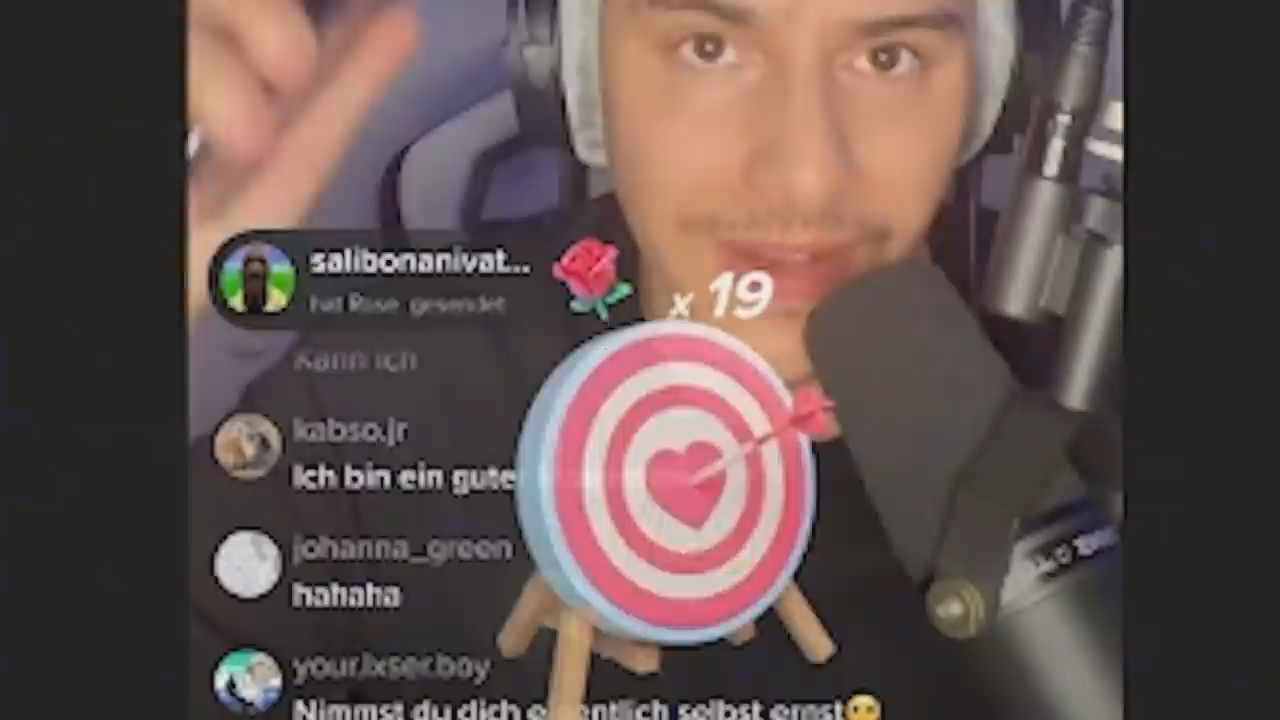 salibonanivat...
hat Rose gesendet
x 19
Kann ich
kabso.jr
Ich bin ein gute
johanna_green
hahaha
your.lxser.boy
Nimmst du dich selbst ernst😶